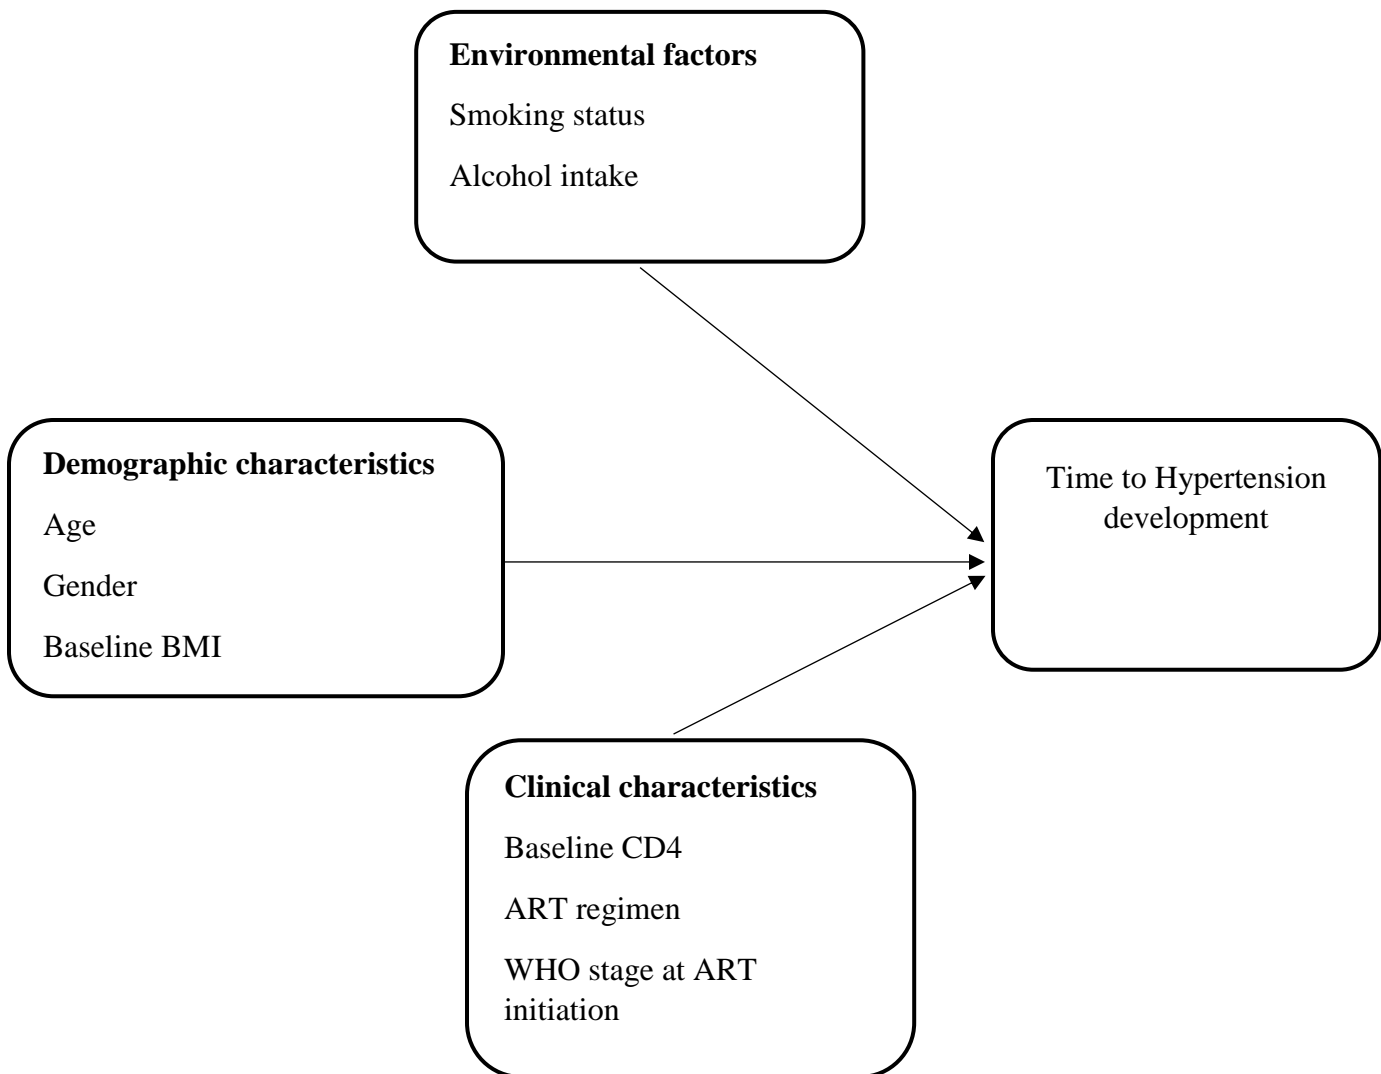 Environmental factors
Smoking status
Alcohol intake
Demographic characteristics
Age
Gender
Baseline BMI
Time to Hypertension
development
Clinical characteristics
Baseline CD4
ART regimen
WHO stage at ART
initiation